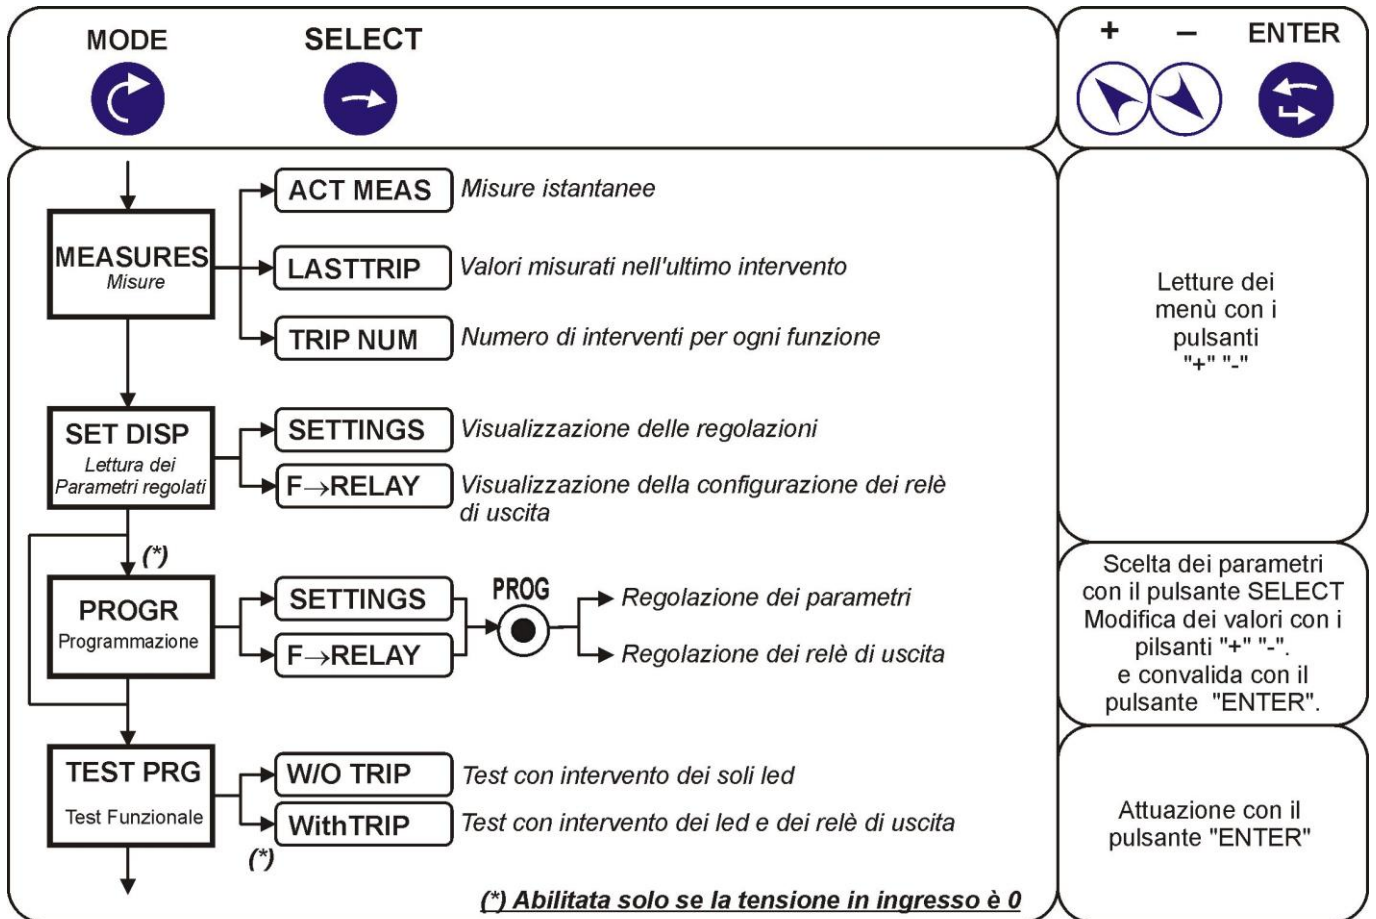 MODE
SELECT
+
–
ENTER
MEASURES
Misure
ACT MEAS
Misure istantanee
LASTTRIP
Valori misurati nell'ultimo intervento
TRIP NUM
Numero di interventi per ogni funzione
Letture dei
menù con i
pulsanti
"+" "-"
SET DISP
Lettura dei
Parametri regolati
SETTINGS
Visualizzazione delle regolazioni
F→RELAY
Visualizzazione della configurazione dei relè
di uscita
(*)
PROGR
Programmazione
SETTINGS
F→RELAY
PROG
Regolazione dei parametri
Regolazione dei relè di uscita
Scelta dei parametri
con il pulsante SELECT
Modifica dei valori con i
pilsanti "+" "-".
e convalida con il
pulsante "ENTER".
TEST PRG
Test Funzionale
W/O TRIP
Test con intervento dei soli led
WithTRIP
Test con intervento dei led e dei relè di uscita
(*)
Attuazione con il
pulsante "ENTER"
(*) Abilitata solo se la tensione in ingresso è 0